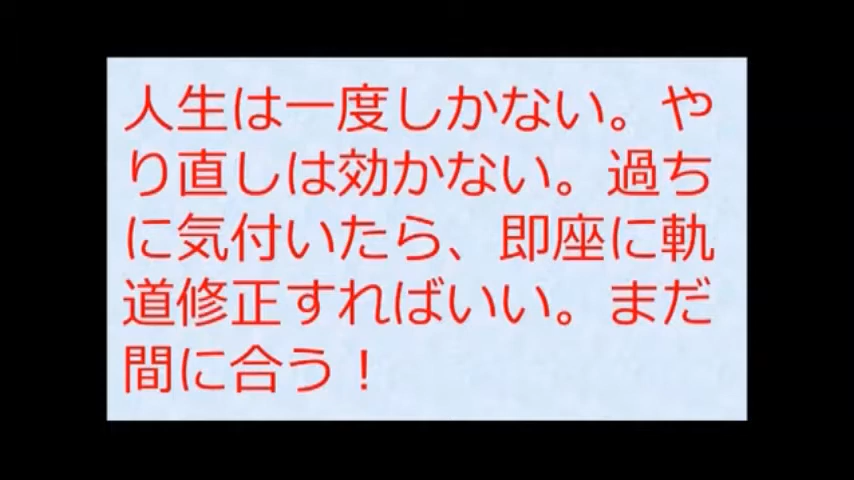 人生は一度しかない。や
り直しは効かない。過ち
に気付いたら、即座に軌
道修正すればいい。まだ
間に合う！